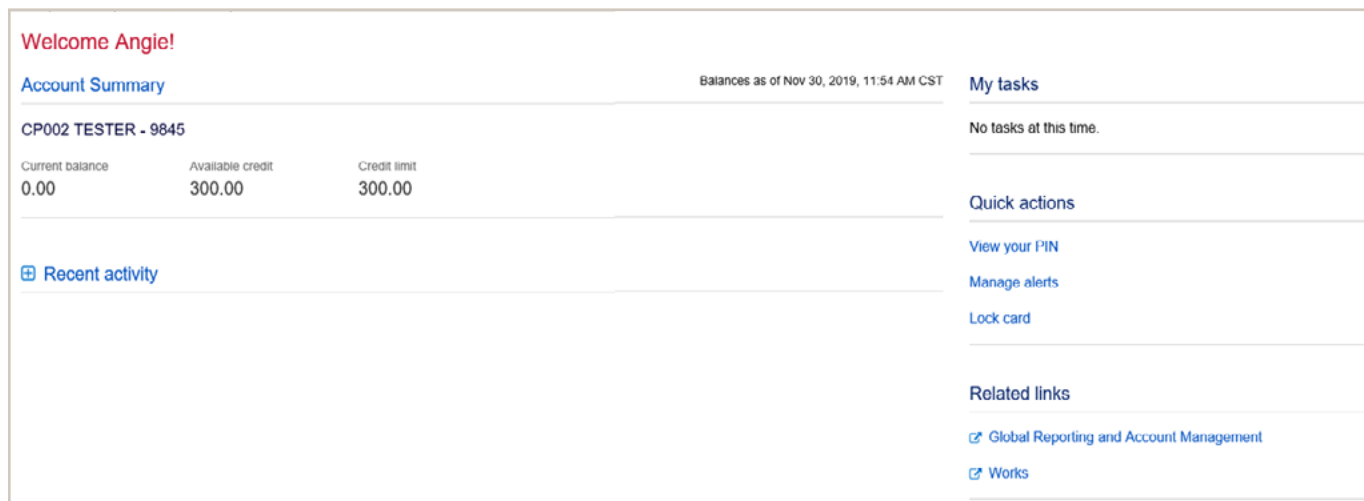 Welcome Angie!
Account Summary
Balances as of Nov 30, 2019, 11:54 AM CST
CP002 TESTER - 9845
Current balance Available credit Credit limit
0.00 300.00 300.00
Recent activity
My tasks
No tasks at this time.
Quick actions
View your PIN
Manage alerts
Lock card
Related links
Global Reporting and Account Management
Works